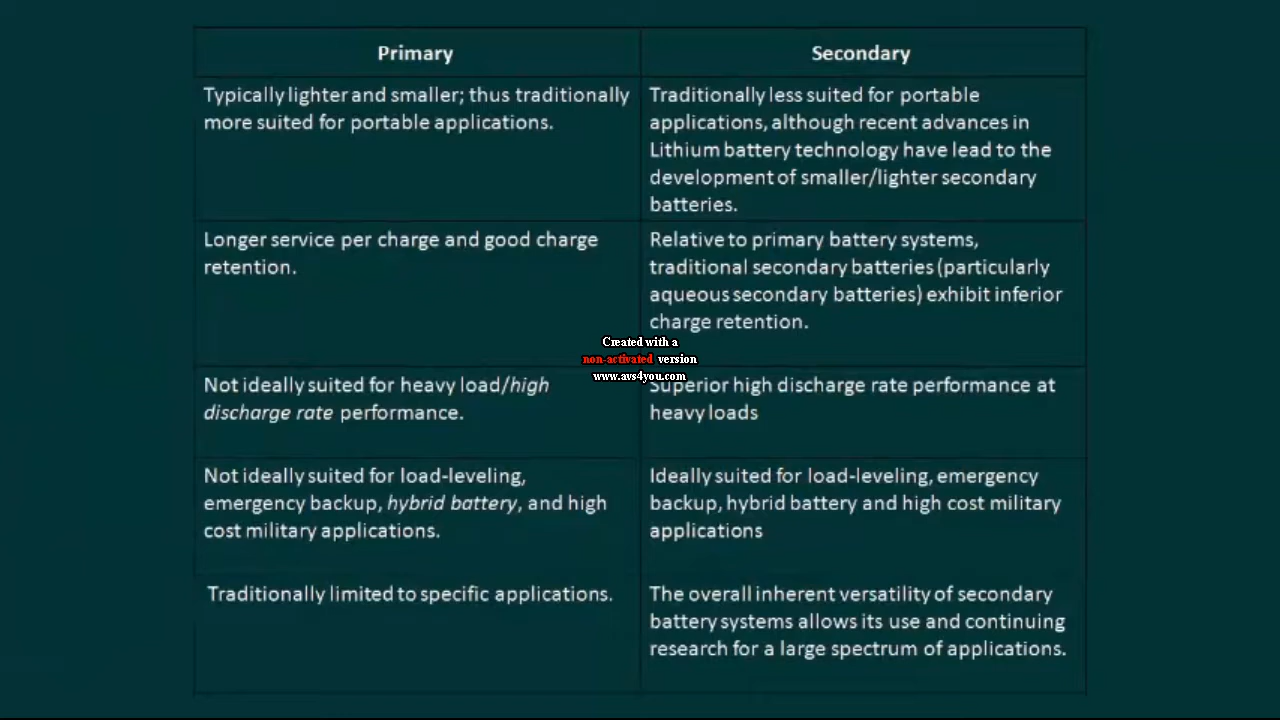 Primary
Secondary
Typically lighter and smaller; thus traditionally
more suited for portable applications.
Traditionally less suited for portable
applications, although recent advances in
Lithium battery technology have lead to the
development of smaller/lighter secondary
batteries.
Longer service per charge and good charge
retention.
Relative to primary battery systems,
traditional secondary batteries (particularly
aqueous secondary batteries) exhibit inferior
charge retention.
Created with a
non-activated version
www.avs4you.com
Not ideally suited for heavy load/high
discharge rate performance.
Superior high discharge rate performance at
heavy loads
Not ideally suited for load-leveling,
emergency backup, hybrid battery, and high
cost military applications.
Ideally suited for load-leveling, emergency
backup, hybrid battery and high cost military
applications
Traditionally limited to specific applications.
The overall inherent versatility of secondary
battery systems allows its use and continuing
research for a large spectrum of applications.